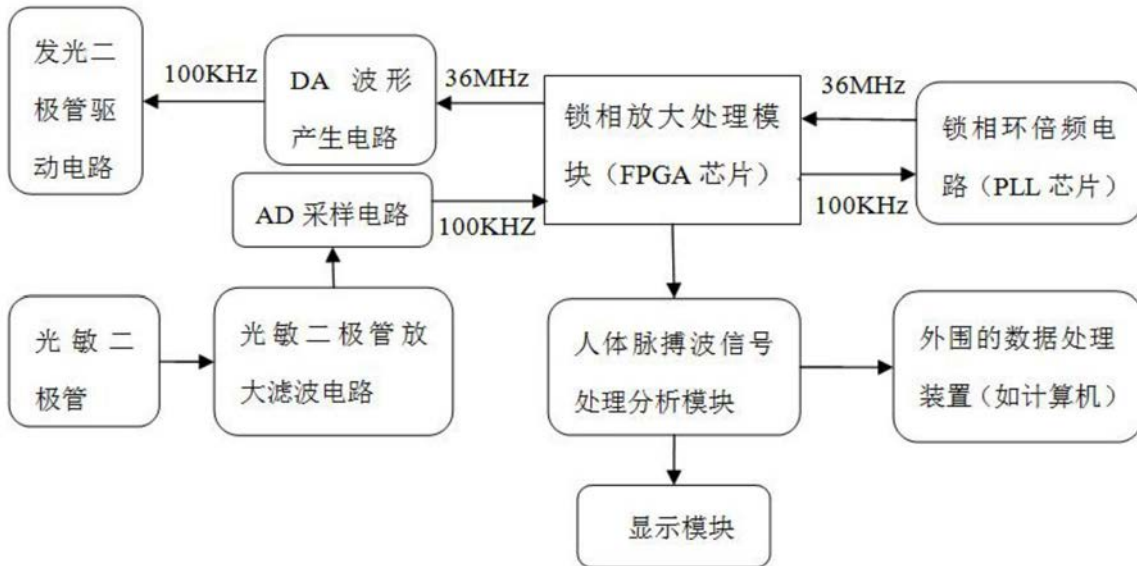 发光二
极管驱
动电路
100KHz
DA 波形
产生电路
36MHz
锁相放大处理模
块（FPGA 芯片）
36MHz
100KHz
锁相环倍频电
路（PLL 芯片）
AD 采样电路
100KHZ
光敏二
极管
光敏二极管放
大滤波电路
人体脉搏波信号
处理分析模块
外围的数据处理
装置（如计算机）
显示模块